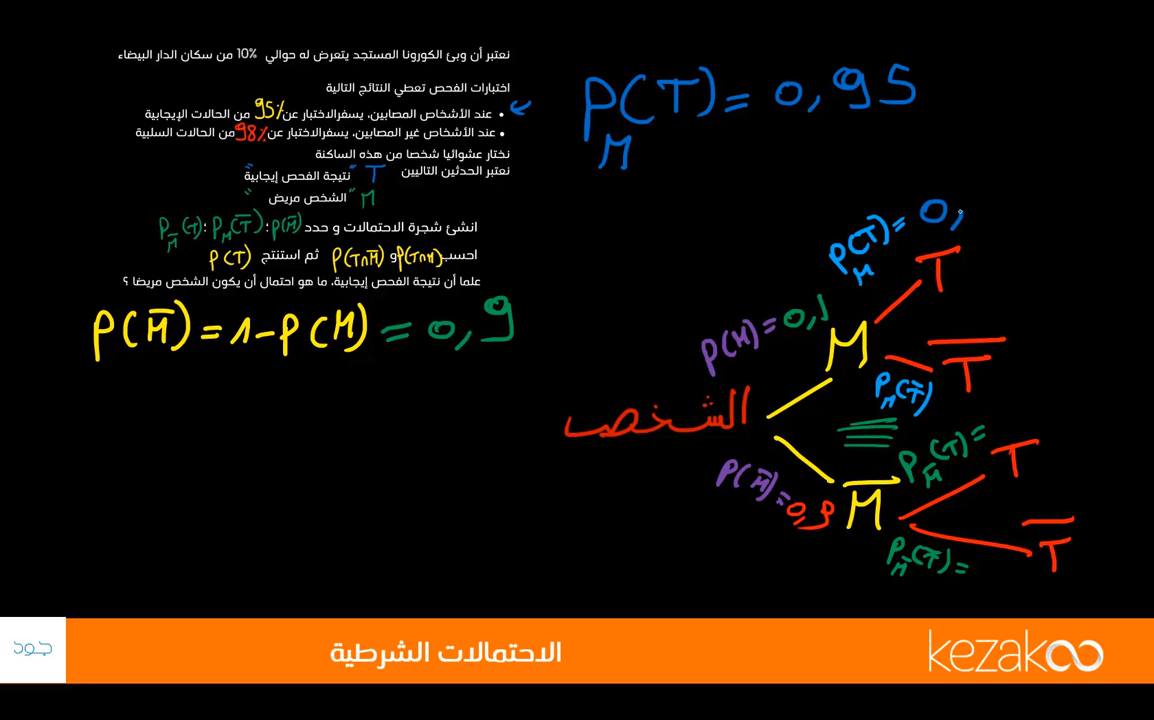 نعتبر أن وبئ الكورونا المستجد يتعرض له حوالي 10% من سكان الدار البيضاء
اختبارات الفحص تعطي النتائج التالية
• عند الأشخاص المصابين، يسفرالاختبار عن 95% من الحالات الإيجابية
• عند الأشخاص غير المصابين، يسفرالاختبار عن 98% من الحالات السلبية
نختار عشوائيا شخصا من هذه الساكنة
نعتبر الحدثين التاليين T "نتيجة الفحص إيجابية"
M "الشخص مريض"
انشئ شجرة الاحتمالات و حدد P(M̅) ; P_M(T̅) ; P_M̅(T)
احسب P(T∩M) و P(T∩M̅) ثم استنتج P(T)
علما أن نتيجة الفحص إيجابية، ما هو احتمال أن يكون الشخص مريضا ؟
P(M̅) = 1 - P(M) = 0,9
P_M(T) = 0,95
P_M(T) = 0,
T
P(M) = 0,1
M
T̅
P_M(T̅)
الشخص
P_M̅(T) =
T
P(M̅) = 0,9
M̅
T̅
P_M̅(T̅) =
جود
الاحتمالات الشرطية
kezakoo